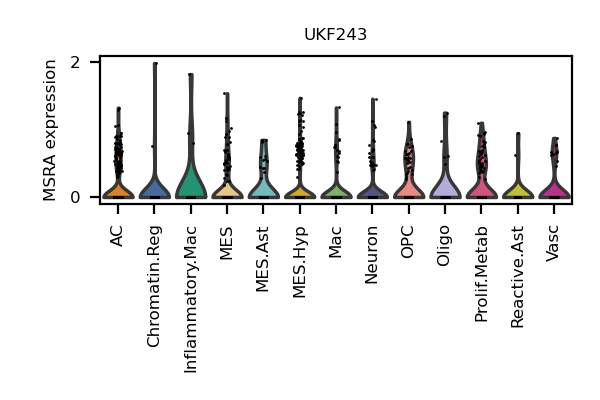 UKF243
MSRA expression
2
0
AC
Chromatin.Reg
Inflammatory.Mac
MES
MES.Ast
MES.Hyp
Mac
Neuron
OPC
Oligo
Prolif.Metab
Reactive.Ast
Vasc